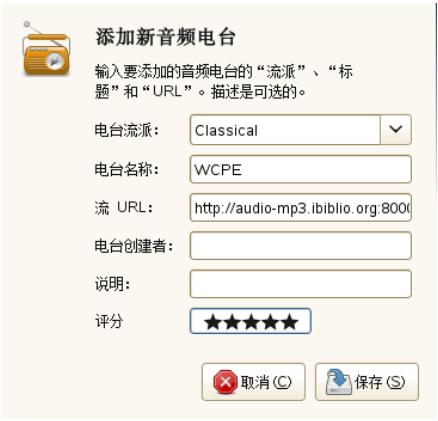 添加新音频电台
输入要添加的音频电台的“流派”、“标
题”和“URL”。描述是可选的。
电台流派: Classical
电台名称: WCPE
流 URL: http://audio-mp3.ibiblio.org:800
电台创建者:
说明:
评分 ★★★★★
取消(C) 保存(S)